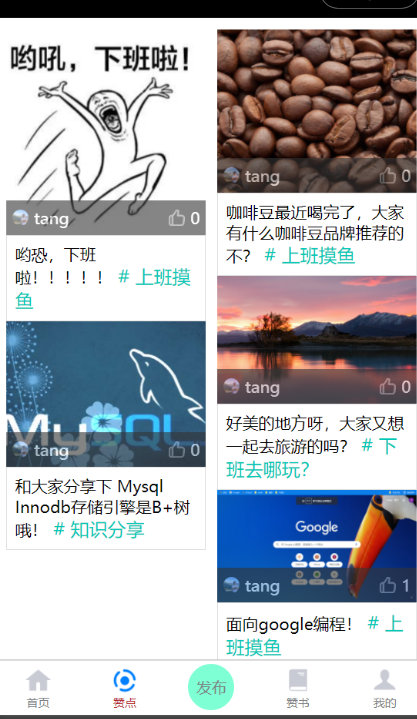 哟吼，下班啦！
tang 0
哟恐，下班
啦！！！！！ # 上班摸
鱼
MySQL
tang 0
和大家分享下 Mysql
Innodb存储引擎是B+树
哦！ # 知识分享
tang 0
咖啡豆最近喝完了，大家
有什么咖啡豆品牌推荐的
不？ # 上班摸鱼
tang 0
好美的地方呀，大家又想
一起去旅游的吗？ # 下
班去哪玩?
Google
tang 1
面向google编程！ # 上
班摸鱼
首页
赞点
发布
赞书
我的